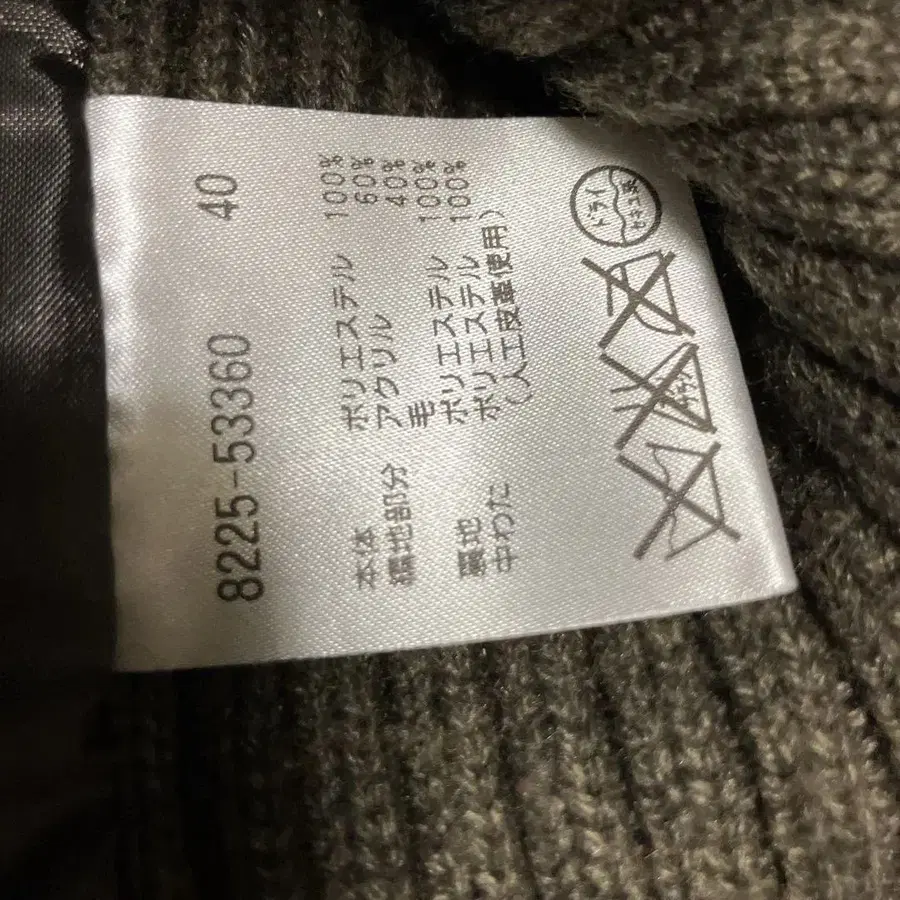 8225-53360 40
本体 ポリエステル 100%
編地部分 アクリル 60%
毛 40%
裏地 ポリエステル 100%
中わた ポリエステル 100%
(人工皮革使用)
ドライ
セキユ系